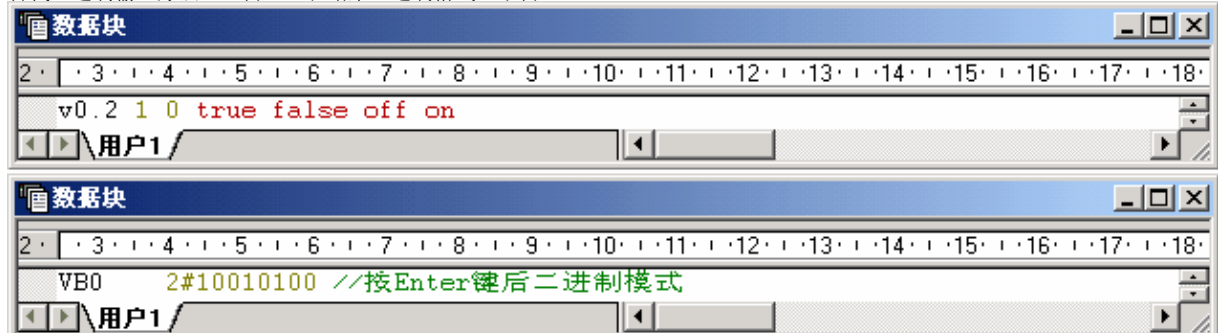 数据块
2 · 3 · 4 · 5 · 6 · 7 · 8 · 9 · 10 · 11 · 12 · 13 · 14 · 15 · 16 · 17 · 18
v0.2 1 0 true false off on
用户1
数据块
2 · 3 · 4 · 5 · 6 · 7 · 8 · 9 · 10 · 11 · 12 · 13 · 14 · 15 · 16 · 17 · 18
VB0 2#10010100 //按Enter键后二进制模式
用户1